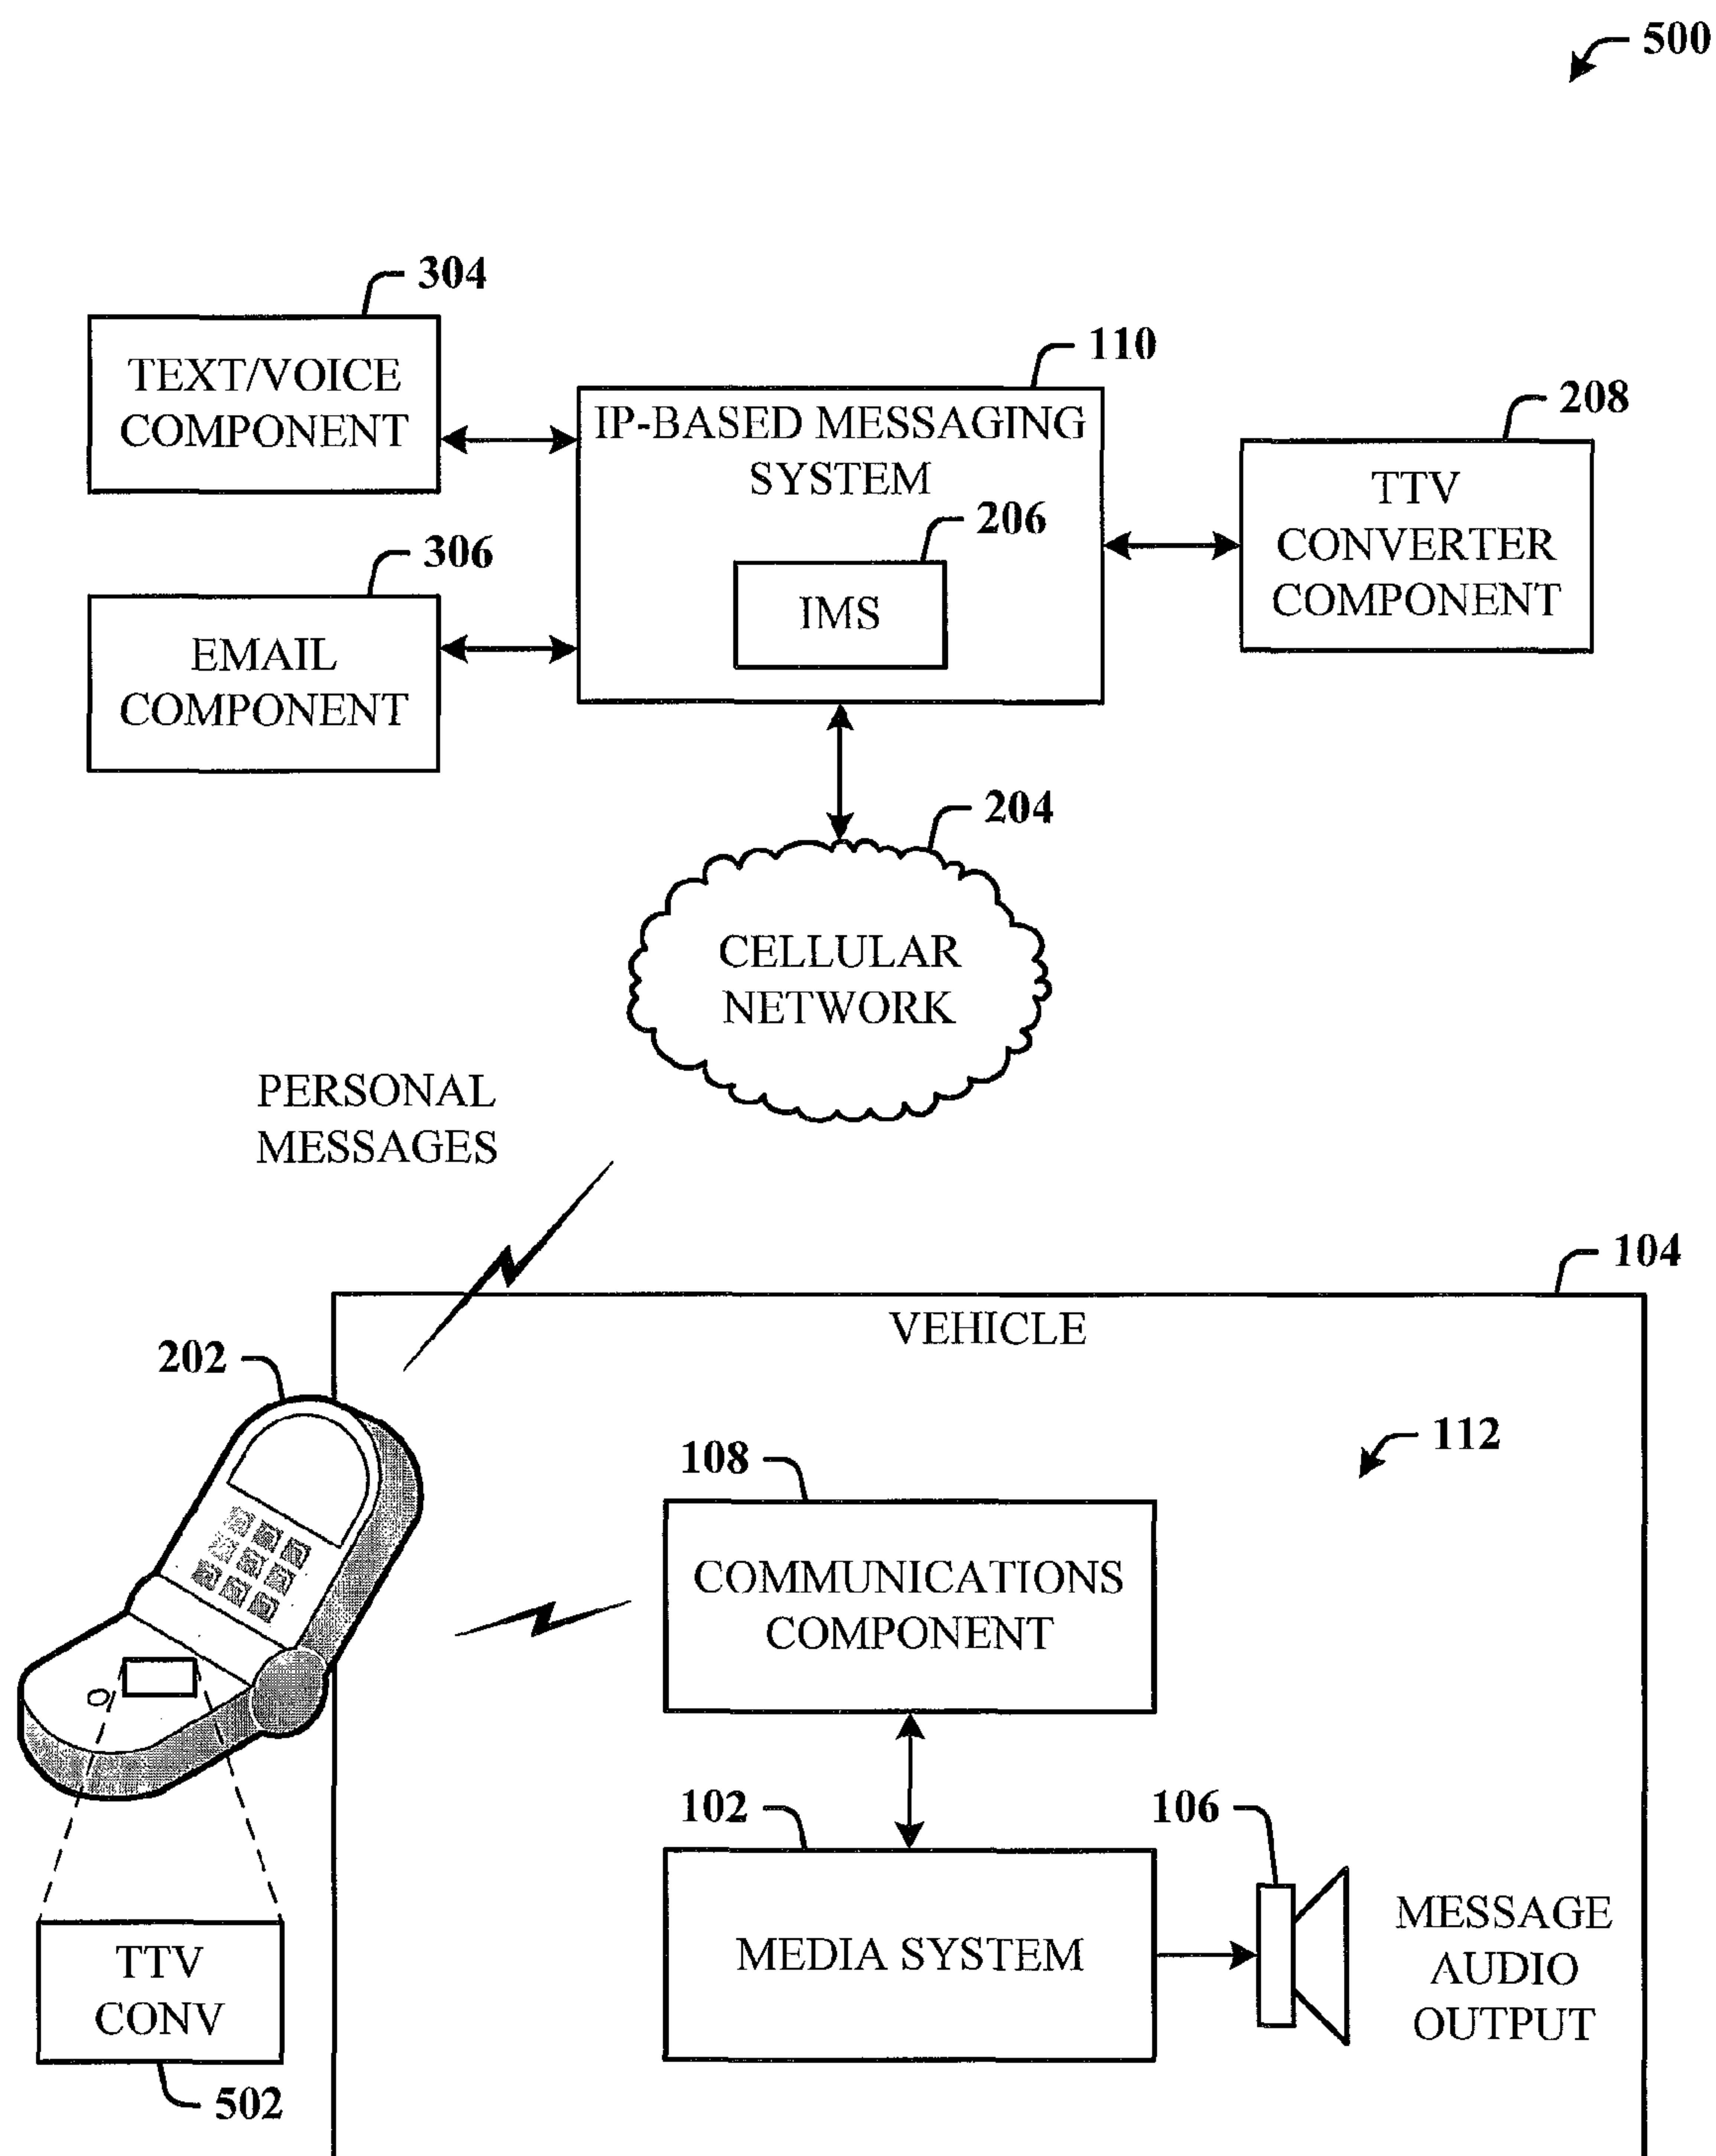 500
304
TEXT/VOICE
COMPONENT
110
IP-BASED MESSAGING
SYSTEM
206
IMS
208
TTV
CONVERTER
COMPONENT
306
EMAIL
COMPONENT
204
CELLULAR
NETWORK
PERSONAL
MESSAGES
104
VEHICLE
202
112
108
COMMUNICATIONS
COMPONENT
102
MEDIA SYSTEM
106
MESSAGE
AUDIO
OUTPUT
TTV
CONV
502